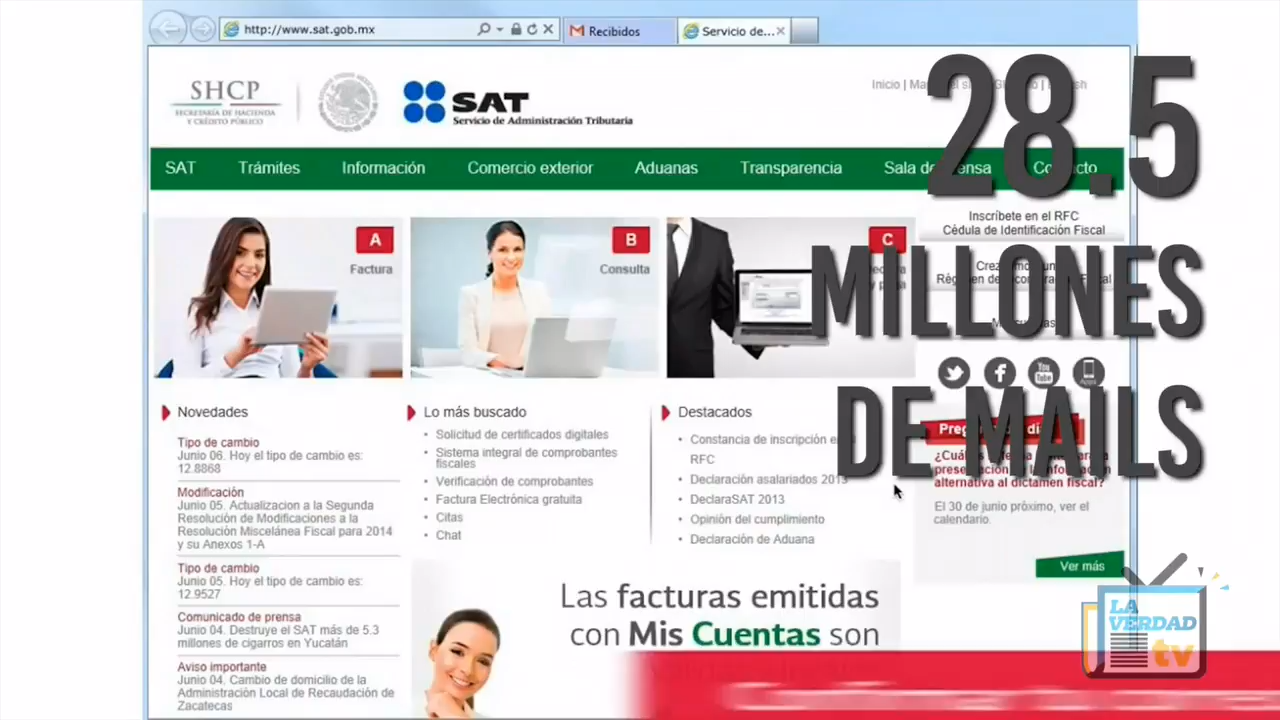 http://www.sat.gob.mx
Recibidos
Servicio de...
SHCP
SECRETARÍA DE HACIENDA
Y CRÉDITO PÚBLICO
SAT
Servicio de Administración Tributaria
Inicio
28.5
MILLONES
DE MAILS
SAT
Trámites
Información
Comercio exterior
Aduanas
Transparencia
A
Factura
B
Consulta
C
Inscríbete en el RFC
Cédula de Identificación Fiscal
You
Tube
Novedades
Tipo de cambio
Junio 06. Hoy el tipo de cambio es:
12.8868
Modificación
Junio 05. Actualizacion a la Segunda
Resolución de Modificaciones a la
Resolución Miscelánea Fiscal para 2014
y su Anexos 1-A
Tipo de cambio
Junio 05. Hoy el tipo de cambio es:
12.9527
Comunicado de prensa
Junio 04. Destruye el SAT más de 5.3
millones de cigarros en Yucatán
Aviso importante
Junio 04. Cambio de domicilio de la
Administración Local de Recaudación de
Zacatecas
Lo más buscado
• Solicitud de certificados digitales
• Sistema integral de comprobantes
fiscales
• Verificación de comprobantes
• Factura Electrónica gratuita
• Citas
• Chat
Destacados
• Constancia de inscripción
RFC
• Declaración asalariados 2013
• DeclaraSAT 2013
• Opinión del cumplimiento
• Declaración de Aduana
alternativa al dictamen fiscal?
El 30 de junio próximo, ver el
calendario.
Ver más
Las facturas emitidas
con Mis Cuentas son
LA
VERDAD
tv